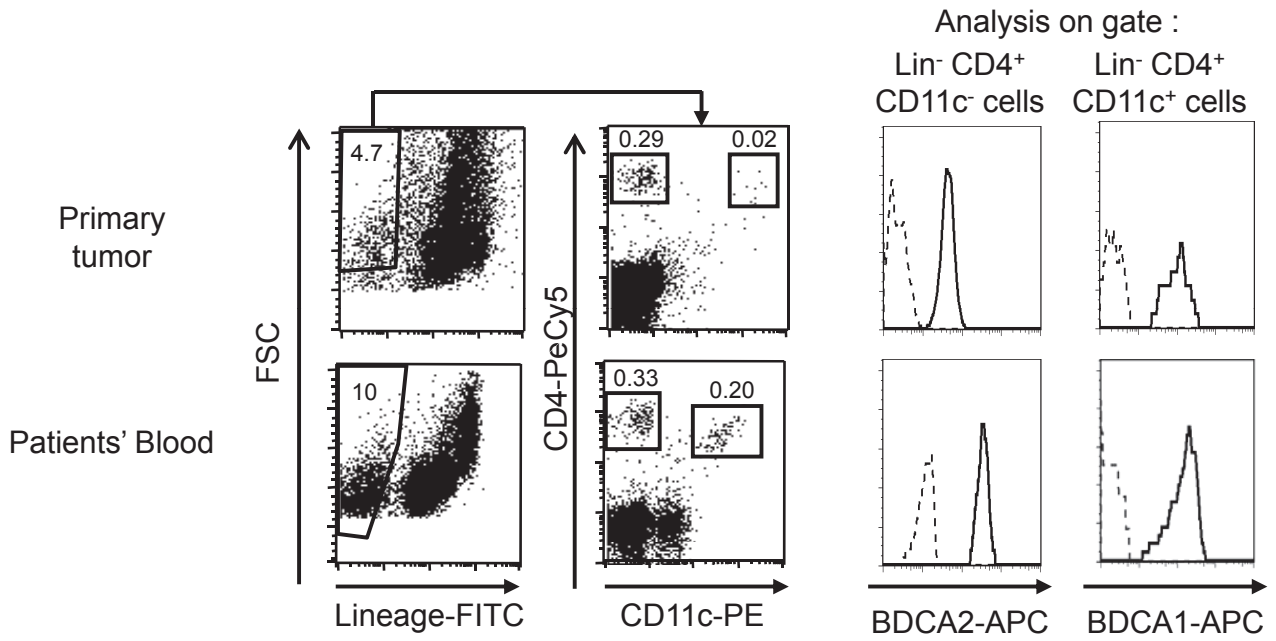 Analysis on gate :
Lin- CD4+
CD11c- cells
Lin- CD4+
CD11c+ cells
Primary
tumor
4.7
0.29
0.02
FSC
CD4-PeCy5
Patients' Blood
10
0.33
0.20
Lineage-FITC
CD11c-PE
BDCA2-APC
BDCA1-APC